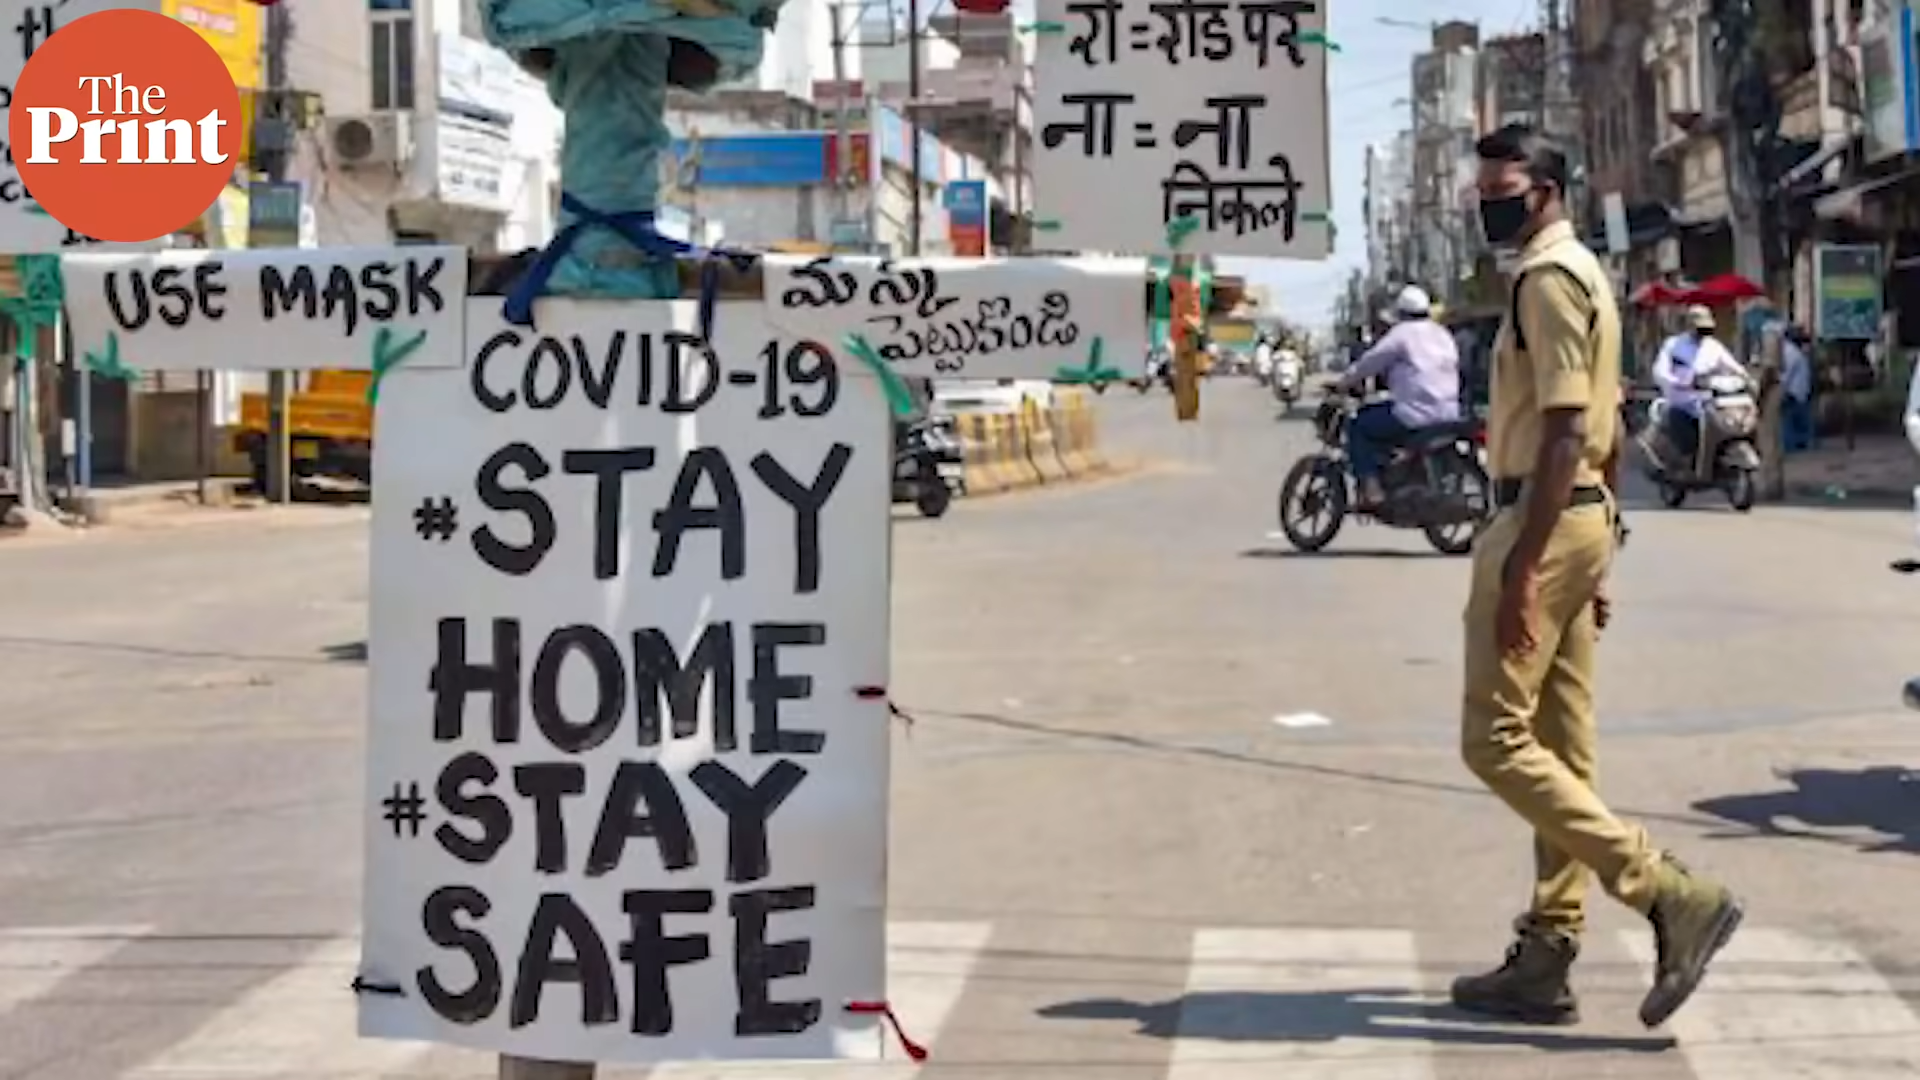 The
Print
रो=रोड पर
ना=ना
निकले
USE MASK
మాస్కు
పెట్టుకోండి
COVID-19
#STAY
HOME
#STAY
SAFE